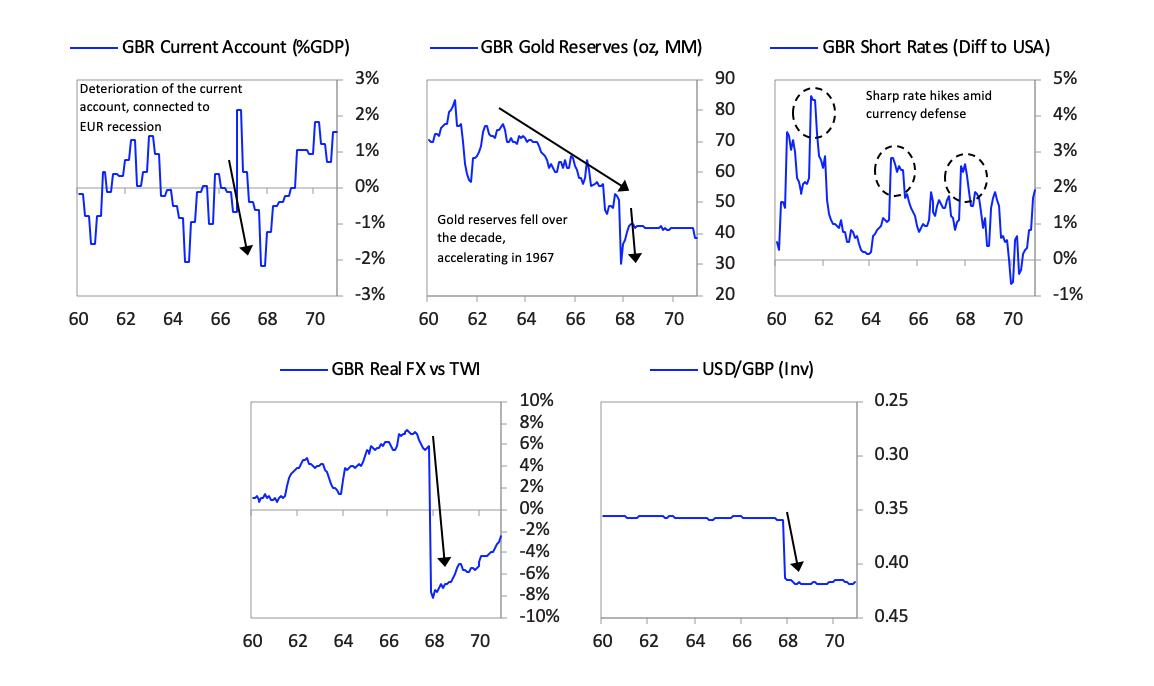 GBR Current Account (%GDP)
Deterioration of the current
account, connected to
EUR recession
3%
2%
1%
0%
-1%
-2%
-3%
60 62 64 66 68 70
GBR Gold Reserves (oz, MM)
Gold reserves fell over
the decade,
accelerating in 1967
90
80
70
60
50
40
30
20
60 62 64 66 68 70
GBR Short Rates (Diff to USA)
Sharp rate hikes amid
currency defense
5%
4%
3%
2%
1%
0%
-1%
60 62 64 66 68 70
GBR Real FX vs TWI
10%
8%
6%
4%
2%
0%
-2%
-4%
-6%
-8%
-10%
60 62 64 66 68 70
USD/GBP (Inv)
0.25
0.30
0.35
0.40
0.45
60 62 64 66 68 70